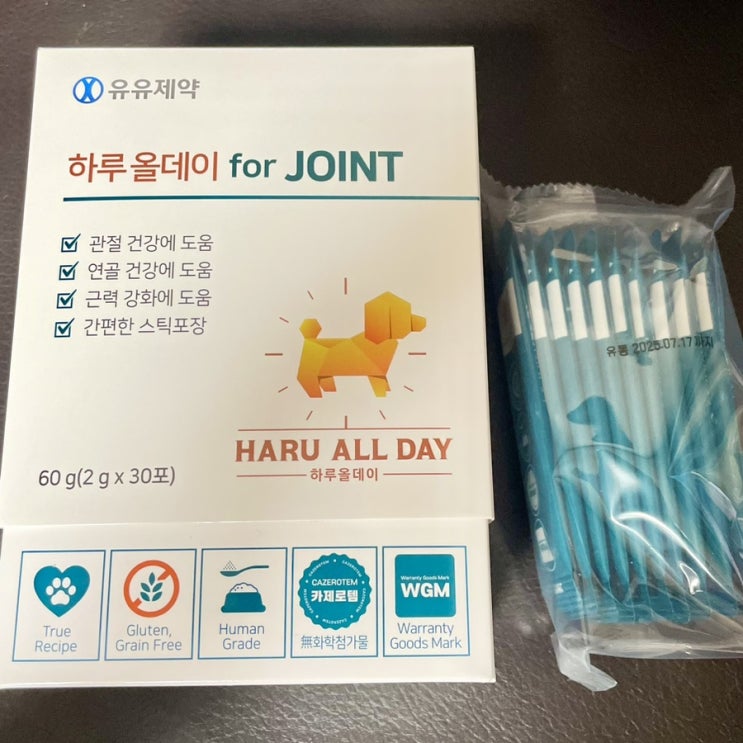 유유제약
하루 올데이 for JOINT
관절 건강에 도움
연골 건강에 도움
근력 강화에 도움
간편한 스틱포장
HARU ALL DAY
하루올데이
60 g(2 g x 30포)
True
Recipe
Gluten,
Grain Free
Human
Grade
CAZEROTEM
CAZEROTEM
카제로템
無화학첨가물
Warranty Goods Mark
WGM
Warranty
Goods Mark
유통 2025.07.17 까지